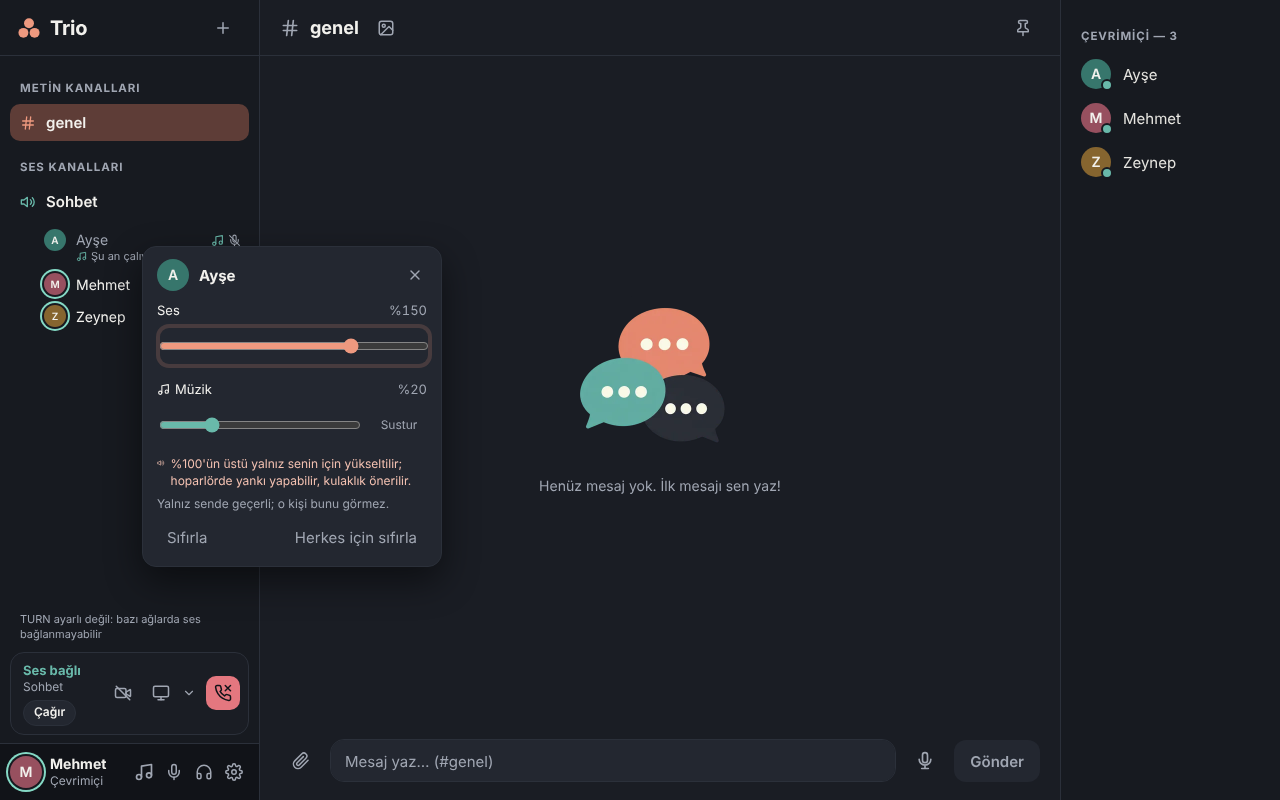 Trio
METİN KANALLARI
genel
SES KANALLARI
Sohbet
A
Ayşe
M
Mehmet
Z
Zeynep
TURN ayarlı değil: bazı ağlarda ses
bağlanmayabilir
Ses bağlı
Sohbet
Çağır
M
Mehmet
Çevrimiçi
# genel
A
Ayşe
Ses
%150
Müzik
%20
Sustur
%100'ün üstü yalnız senin için yükseltilir;
hoparlörde yankı yapabilir, kulaklık önerilir.
Yalnız sende geçerli; o kişi bunu görmez.
Sıfırla
Herkes için sıfırla
Henüz mesaj yok. İlk mesajı sen yaz!
Mesaj yaz... (#genel)
Gönder
ÇEVRİMİÇİ — 3
A
Ayşe
M
Mehmet
Z
Zeynep